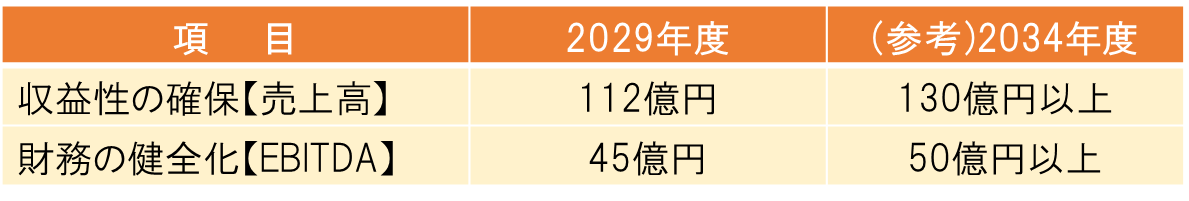 項　目 2029年度 (参考)2034年度
収益性の確保【売上高】 112億円 130億円以上
財務の健全化【EBITDA】 45億円 50億円以上